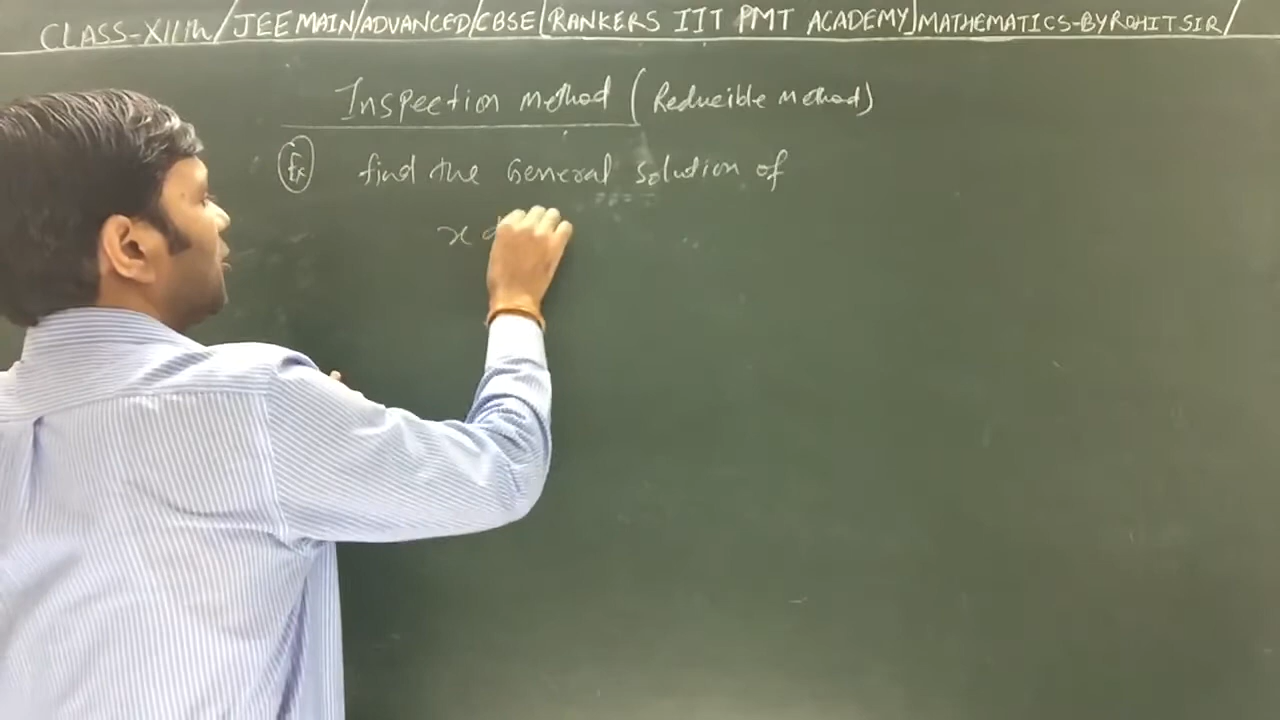 CLASS-XIIth/JEE MAIN/ADVANCED/CBSE[RANKERS IIT PMT ACADEMY]MATHEMATICS-BY ROHIT SIR/
Inspection Method (Reducible Method)
Ex find the General solution of
x d